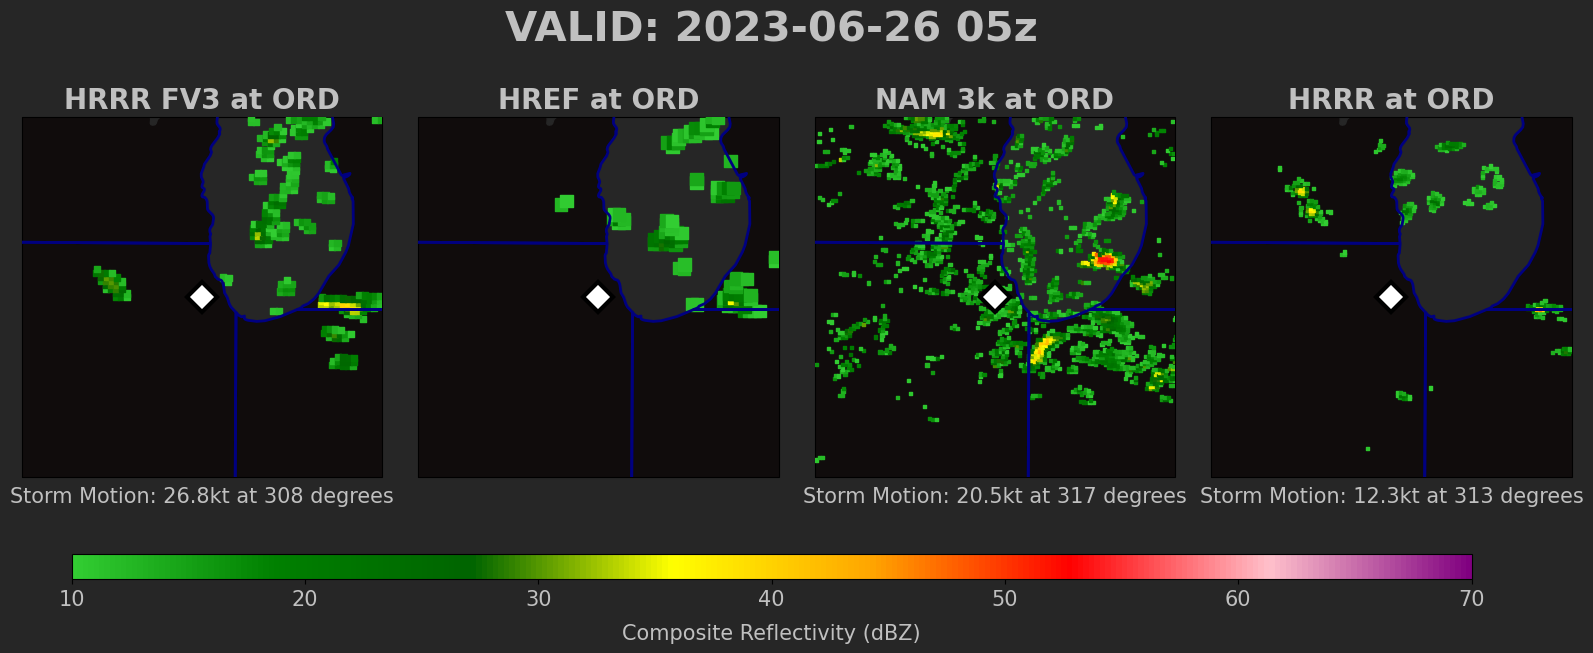 VALID: 2023-06-26 05z
HRRR FV3 at ORD
HREF at ORD
NAM 3k at ORD
HRRR at ORD
Storm Motion: 26.8kt at 308 degrees
Storm Motion: 20.5kt at 317 degrees
Storm Motion: 12.3kt at 313 degrees
10 20 30 40 50 60 70
Composite Reflectivity (dBZ)